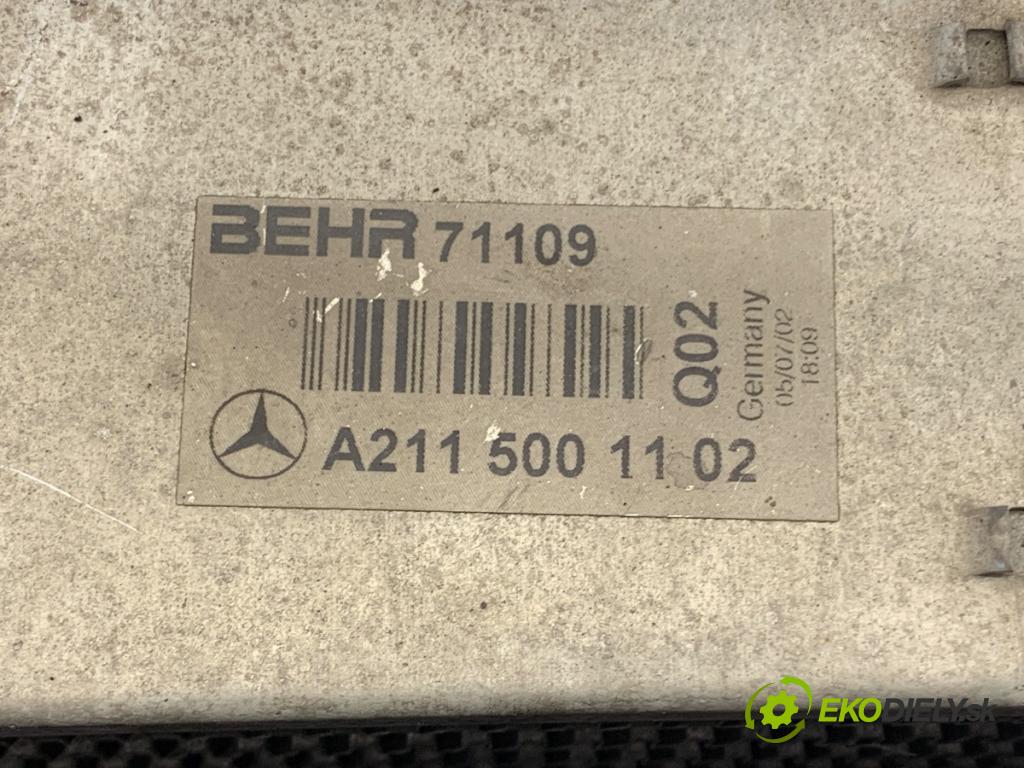 BEHR 71109
Q02
Germany
05/07/02
18:09
A211 500 11 02
EKODIELY.sk